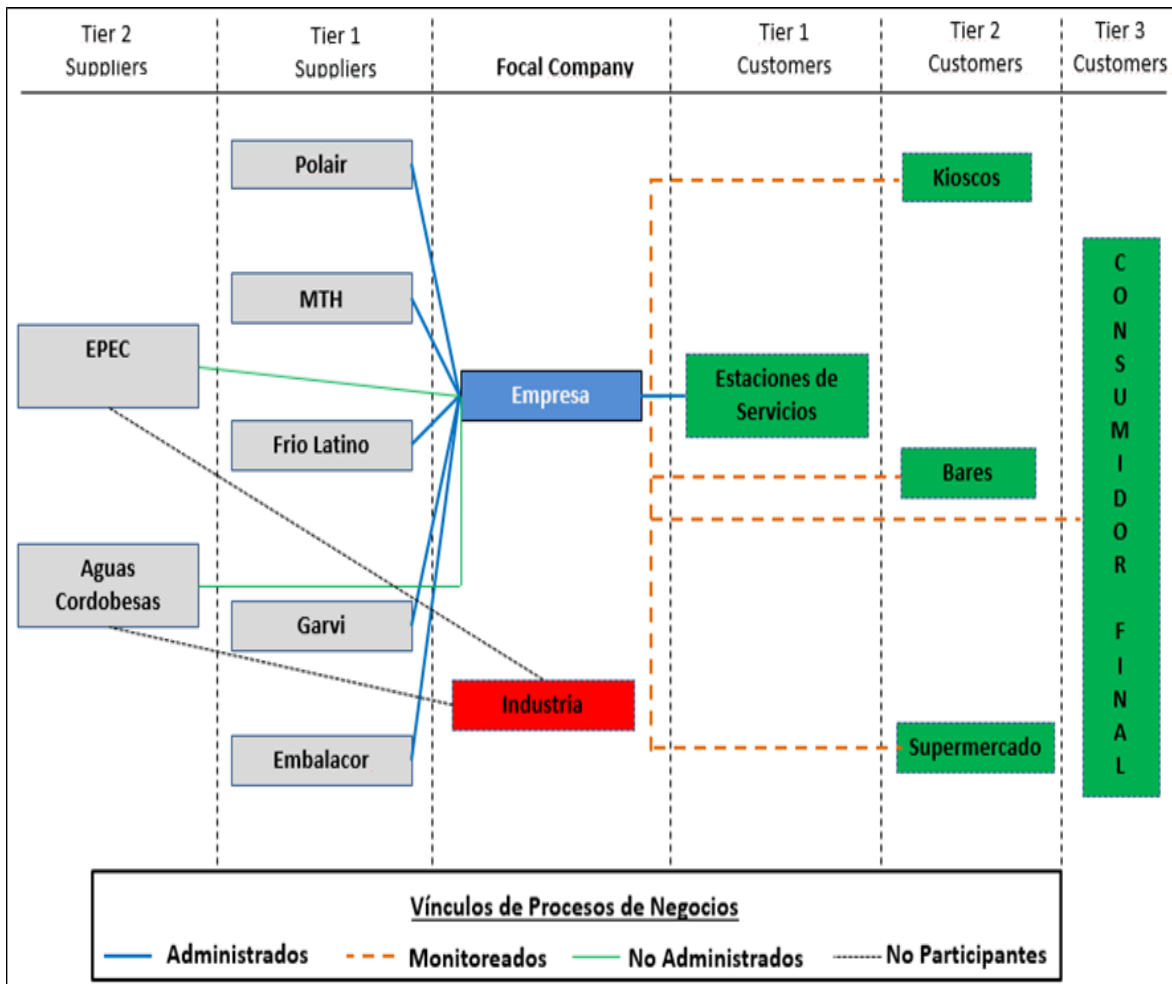 Tier 2
Suppliers
Tier 1
Suppliers
Focal Company
Tier 1
Customers
Tier 2
Customers
Tier 3
Customers
Polair
Kioscos
MTH
EPEC
Empresa
Estaciones de
Servicios
Frio Latino
Bares
Aguas
Cordobesas
Garvi
Industria
Embalacor
Supermercado
C
O
N
S
U
M
I
D
O
R
F
I
N
A
L
Vínculos de Procesos de Negocios
Administrados
Monitoreados
No Administrados
No Participantes